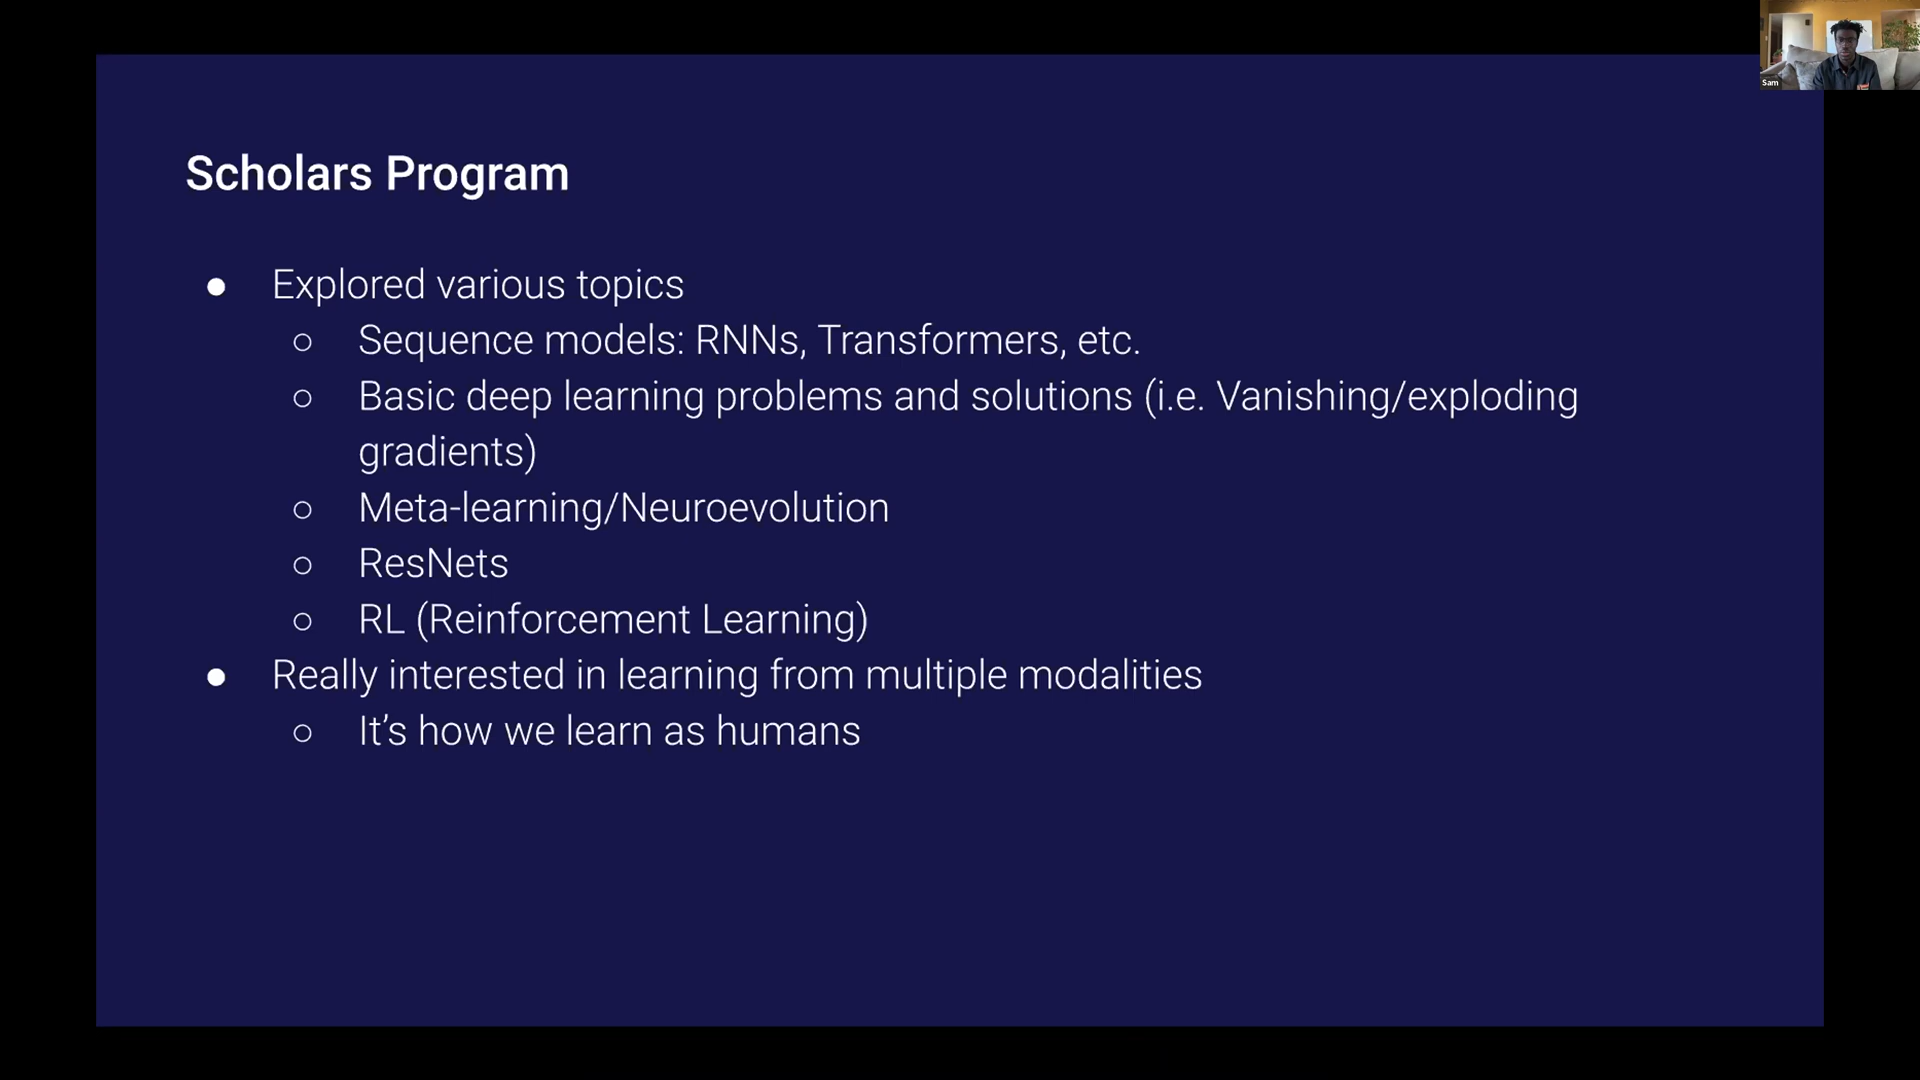 Scholars Program
● Explored various topics
○ Sequence models: RNNs, Transformers, etc.
○ Basic deep learning problems and solutions (i.e. Vanishing/exploding
gradients)
○ Meta-learning/Neuroevolution
○ ResNets
○ RL (Reinforcement Learning)
● Really interested in learning from multiple modalities
○ It’s how we learn as humans
Sam